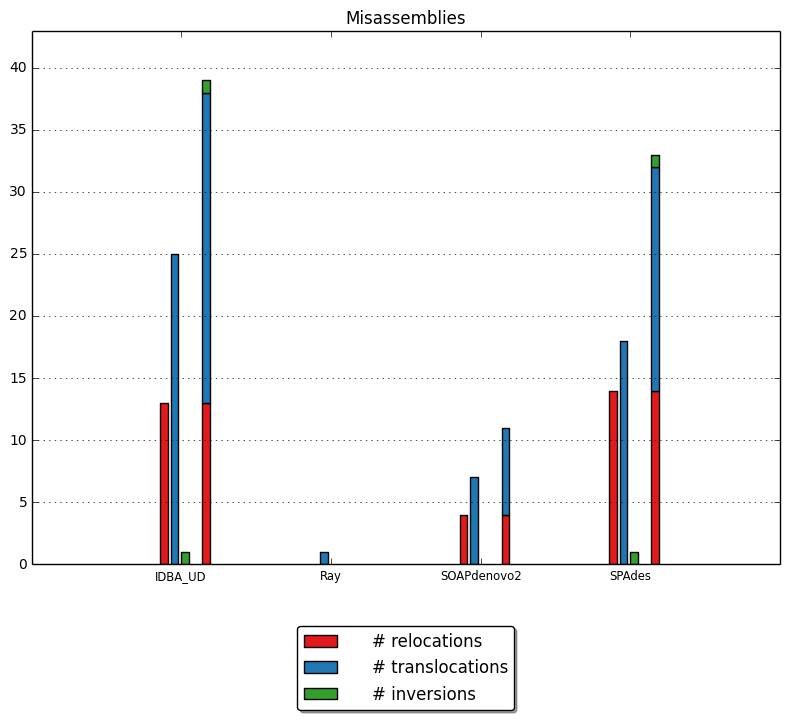 Misassemblies
40
35
30
25
20
15
10
5
0
IDBA_UD Ray SOAPdenovo2 SPAdes
# relocations
# translocations
# inversions